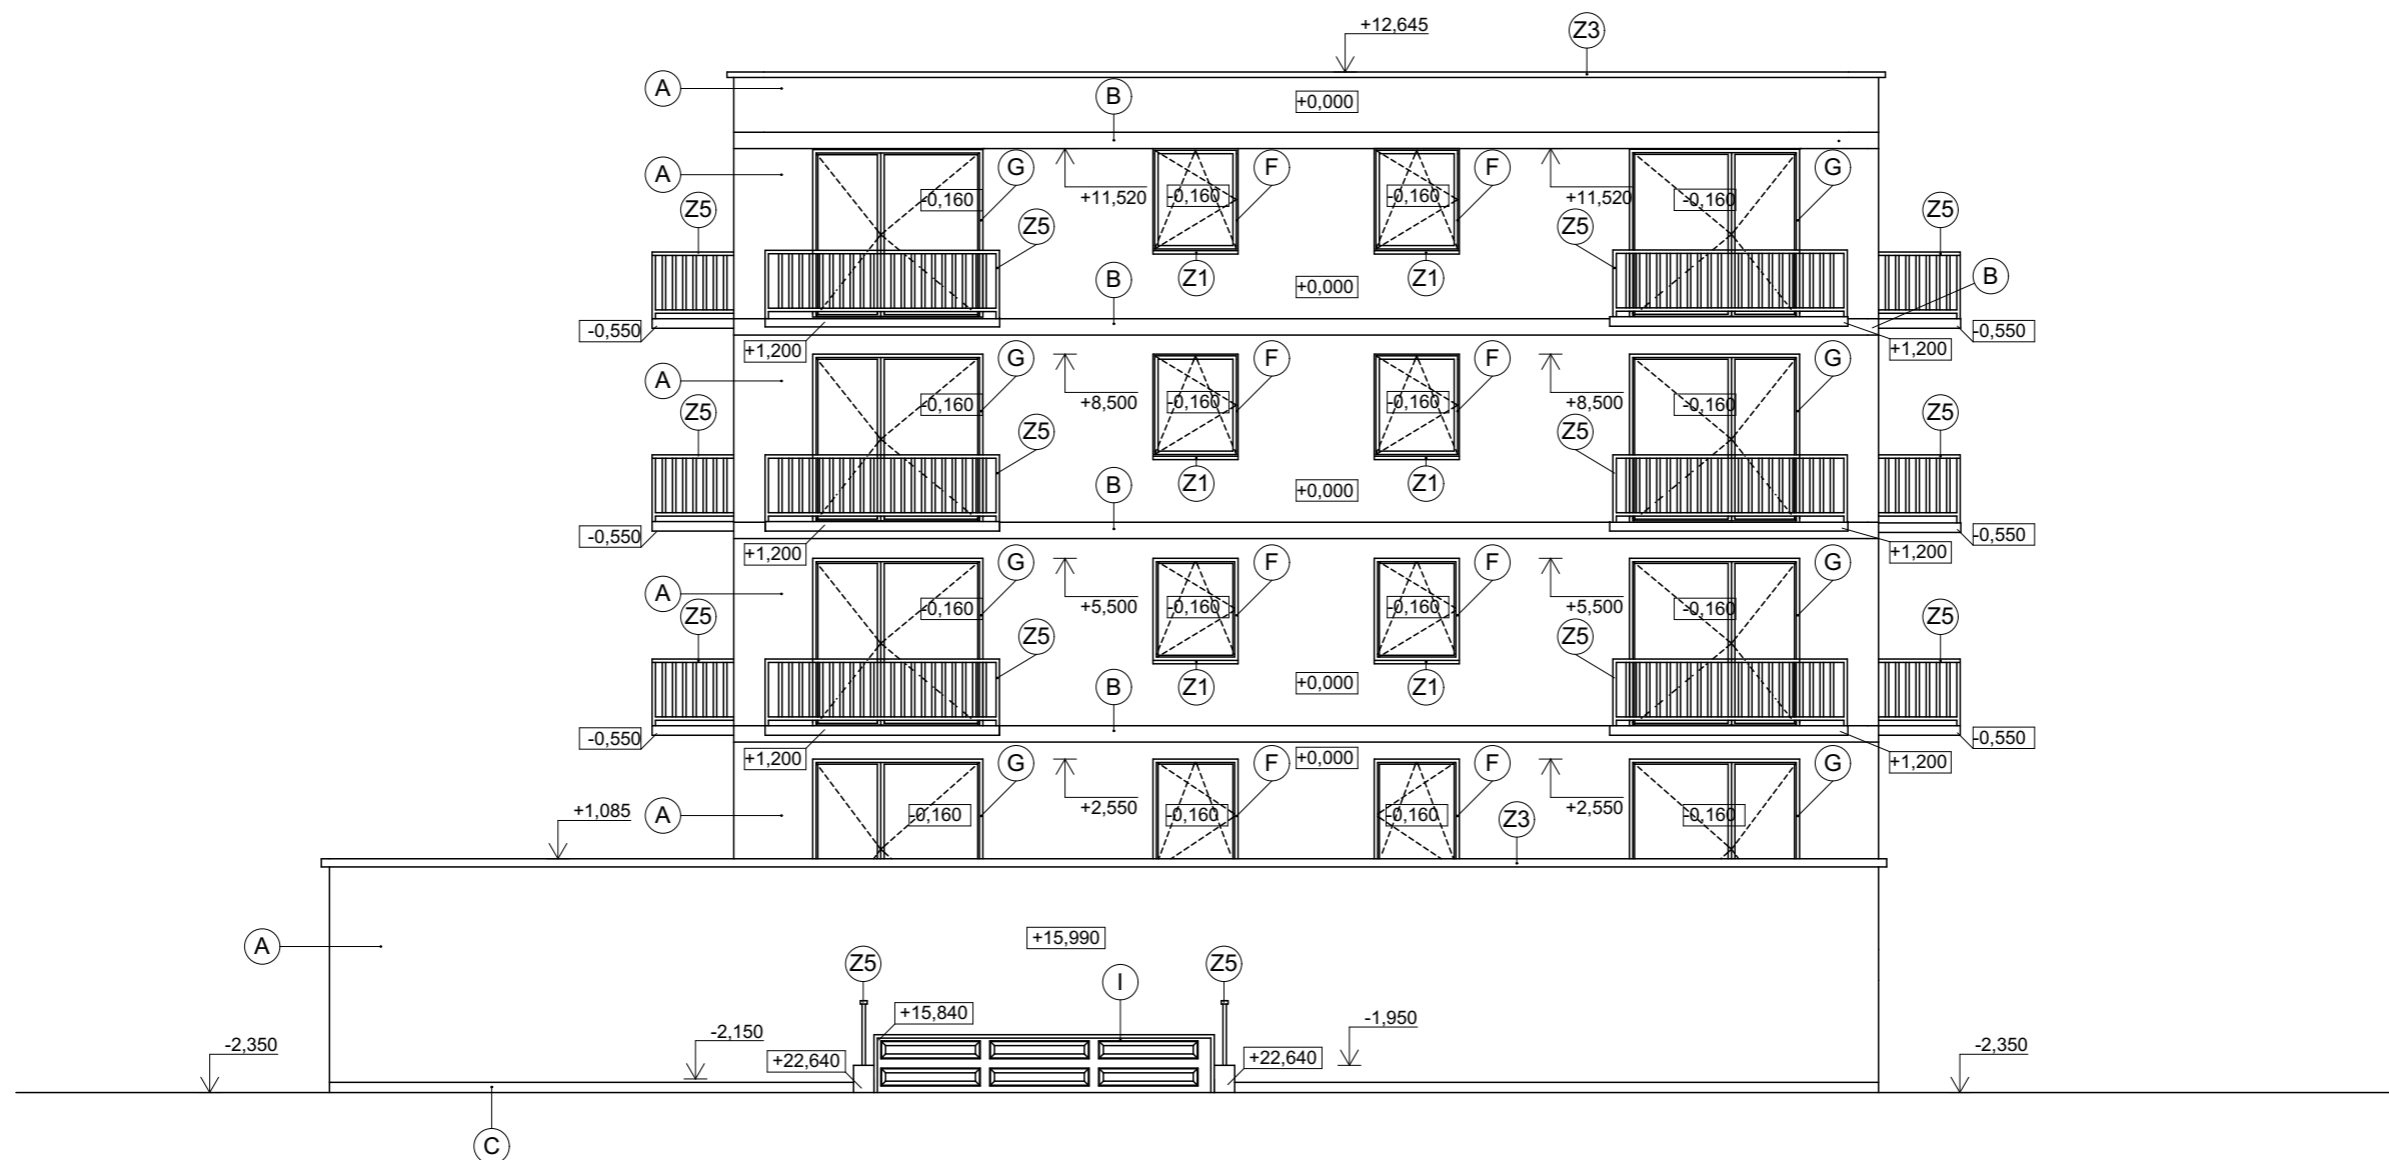 +12,645 Z3
A B +0,000
A G +11,520 -0,160 F -0,160 F +11,520 -0,160 G
-0,160
Z5 Z5 Z5 Z5
Z1 Z1
B +0,000 B
-0,550 +1,200 +1,200 -0,550
A G +8,500 -0,160 F -0,160 F +8,500 -0,160 G
-0,160
Z5 Z5 Z5 Z5
Z1 Z1
B +0,000
-0,550 +1,200 +1,200 -0,550
A G +5,500 -0,160 F -0,160 F +5,500 -0,160 G
-0,160
Z5 Z5 Z5 Z5
Z1 Z1
B +0,000
-0,550 +1,200 +1,200 -0,550
G F +0,000 F G
+1,085 A -0,160 +2,550 -0,160 -0,160 Z3 +2,550 -0,160
A +15,990
Z5 I Z5
+15,840
-2,350 -2,150 +22,640 +22,640 -1,950 -2,350
C